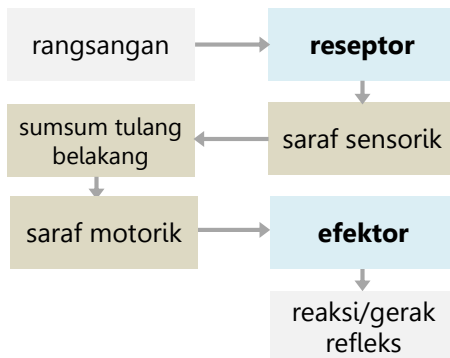 rangsangan
reseptor
saraf sensorik
sumsum tulang
belakang
saraf motorik
efektor
reaksi/gerak
refleks